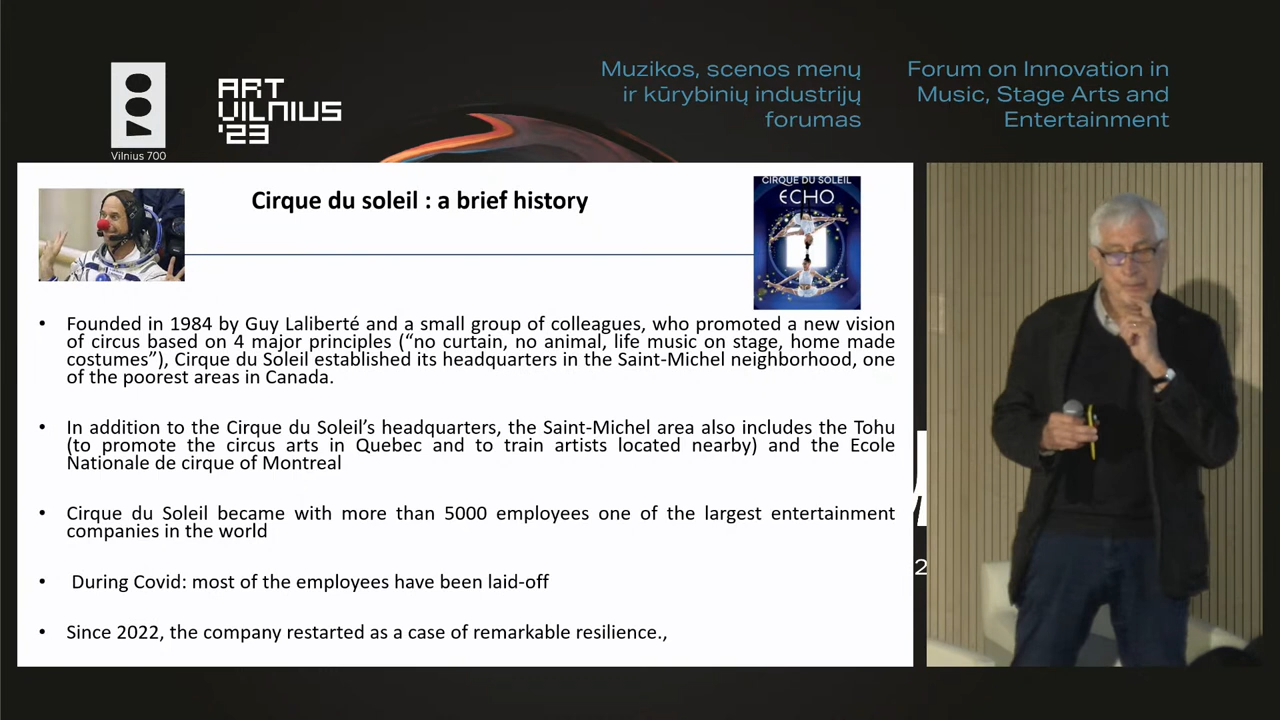 Vilnius 700
ART
VILNIUS
'23
Muzikos, scenos menų
ir kūrybinių industrijų
forumas
Forum on Innovation in
Music, Stage Arts and
Entertainment
Cirque du soleil : a brief history
CIRQUE DU SOLEIL
ECHO
• Founded in 1984 by Guy Laliberté and a small group of colleagues, who promoted a new vision
of circus based on 4 major principles (“no curtain, no animal, life music on stage, home made
costumes”), Cirque du Soleil established its headquarters in the Saint-Michel neighborhood, one
of the poorest areas in Canada.
• In addition to the Cirque du Soleil’s headquarters, the Saint-Michel area also includes the Tohu
(to promote the circus arts in Quebec and to train artists located nearby) and the Ecole
Nationale de cirque of Montreal
• Cirque du Soleil became with more than 5000 employees one of the largest entertainment
companies in the world
• During Covid: most of the employees have been laid-off
• Since 2022, the company restarted as a case of remarkable resilience.,
2